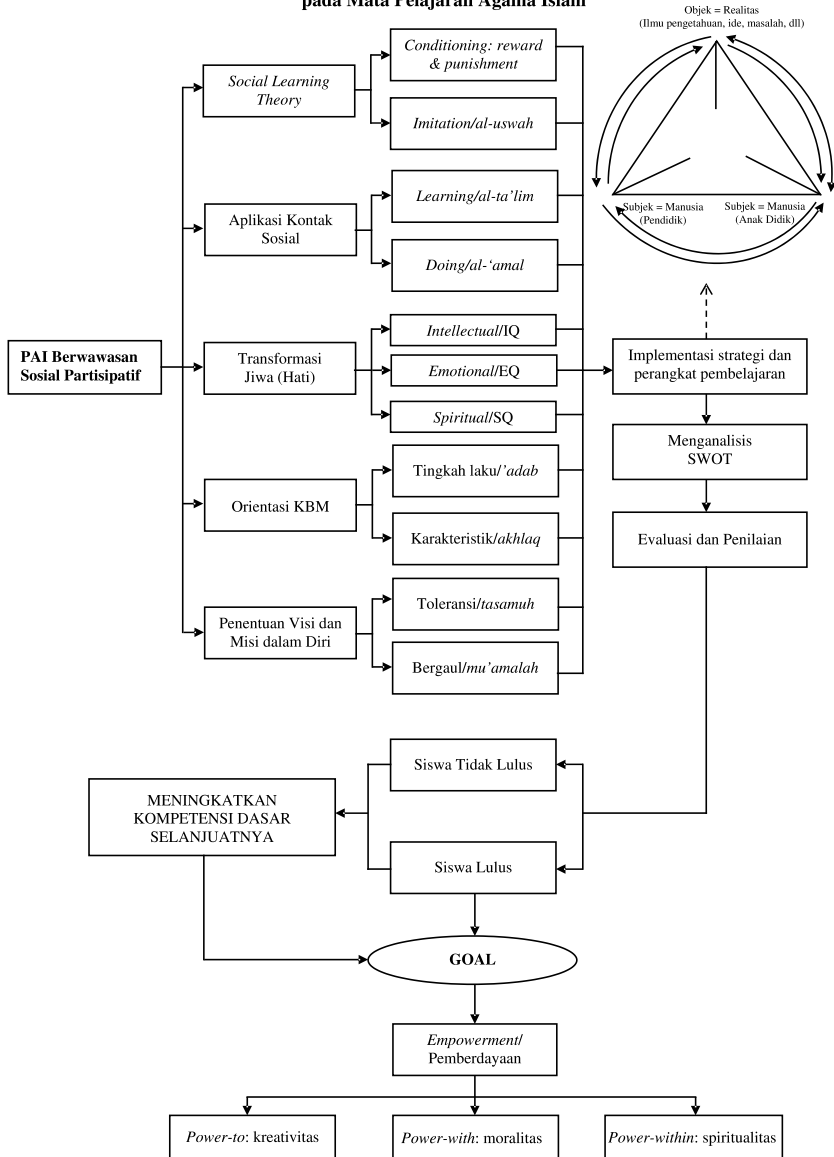 pada Mata Pelajaran Agama Islam
Objek = Realitas
(Ilmu pengetahuan, ide, masalah, dll)
Subjek = Manusia
(Pendidik)
Subjek = Manusia
(Anak Didik)
PAI Berwawasan
Sosial Partisipatif
Social Learning
Theory
Conditioning: reward
& punishment
Imitation/al-uswah
Aplikasi Kontak
Sosial
Learning/al-ta’lim
Doing/al-‘amal
Transformasi
Jiwa (Hati)
Intellectual/IQ
Emotional/EQ
Spiritual/SQ
Orientasi KBM
Tingkah laku/’adab
Karakteristik/akhlaq
Penentuan Visi dan
Misi dalam Diri
Toleransi/tasamuh
Bergaul/mu’amalah
Implementasi strategi dan
perangkat pembelajaran
Menganalisis
SWOT
Evaluasi dan Penilaian
Siswa Tidak Lulus
Siswa Lulus
MENINGKATKAN
KOMPETENSI DASAR
SELANJUATNYA
GOAL
Empowerment/
Pemberdayaan
Power-to: kreativitas
Power-with: moralitas
Power-within: spiritualitas